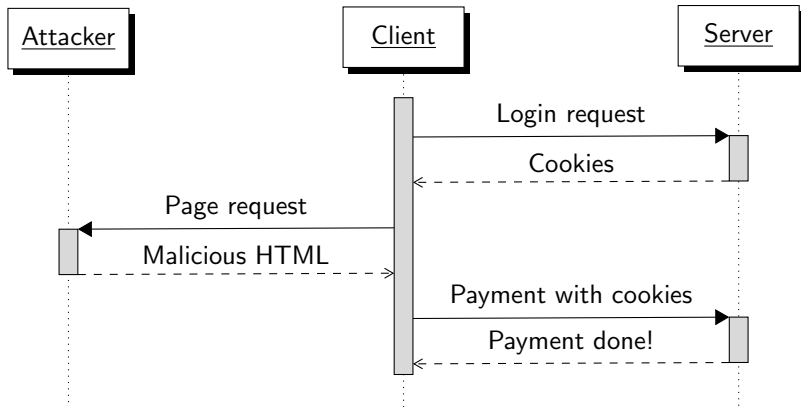 Attacker
Client
Server
Login request
Cookies
Page request
Malicious HTML
Payment with cookies
Payment done!